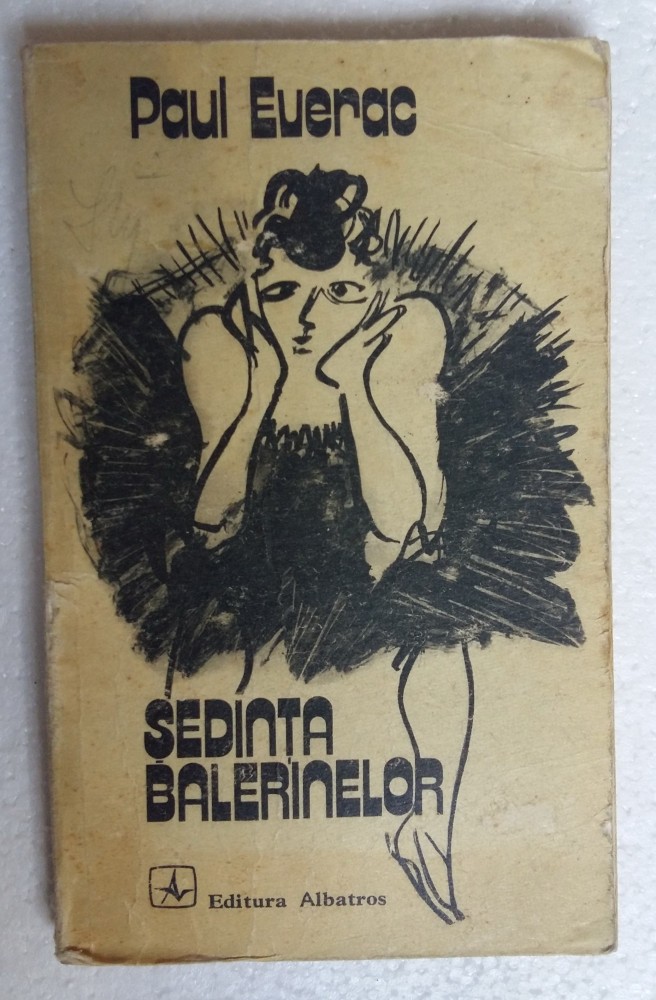 Paul Everac
ȘEDINȚA
BALERINELOR
Editura Albatros